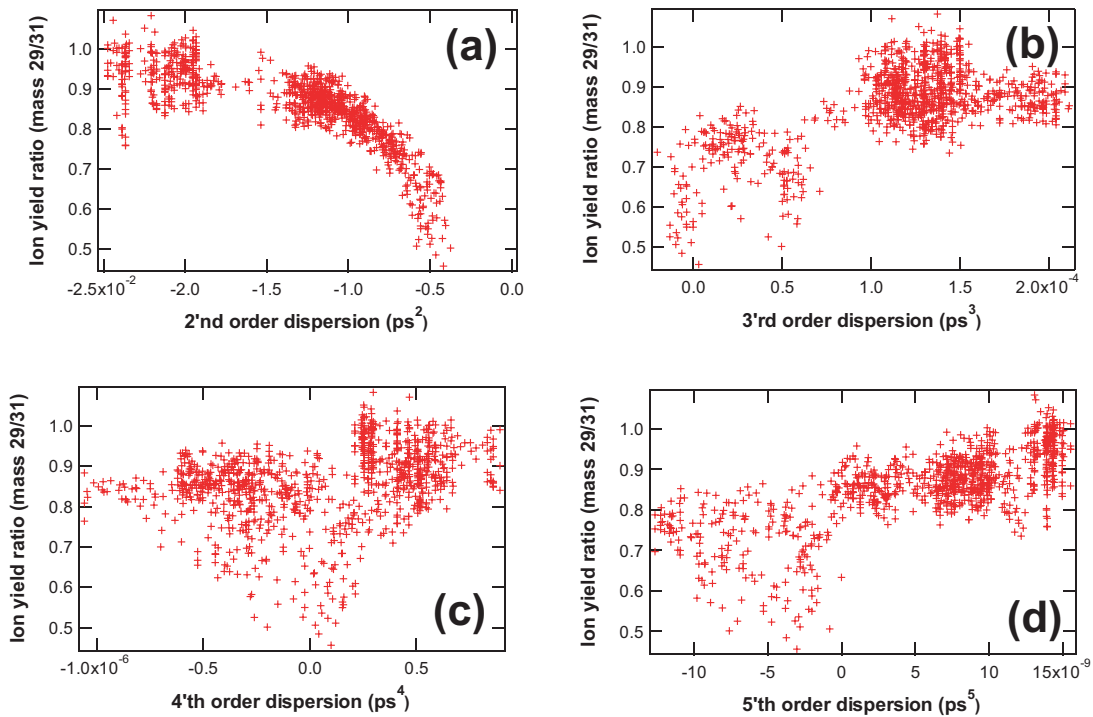 (a)
Ion yield ratio (mass 29/31)
1.0
0.9
0.8
0.7
0.6
0.5
-2.5x10-2 -2.0 -1.5 -1.0 -0.5 0.0
2'nd order dispersion (ps2)
(b)
Ion yield ratio (mass 29/31)
1.0
0.9
0.8
0.7
0.6
0.5
0.0 0.5 1.0 1.5 2.0x10-4
3'rd order dispersion (ps3)
(c)
Ion yield ratio (mass 29/31)
1.0
0.9
0.8
0.7
0.6
0.5
-1.0x10-6 -0.5 0.0 0.5
4'th order dispersion (ps4)
(d)
Ion yield ratio (mass 29/31)
1.0
0.9
0.8
0.7
0.6
0.5
-10 -5 0 5 10 15x10-9
5'th order dispersion (ps5)